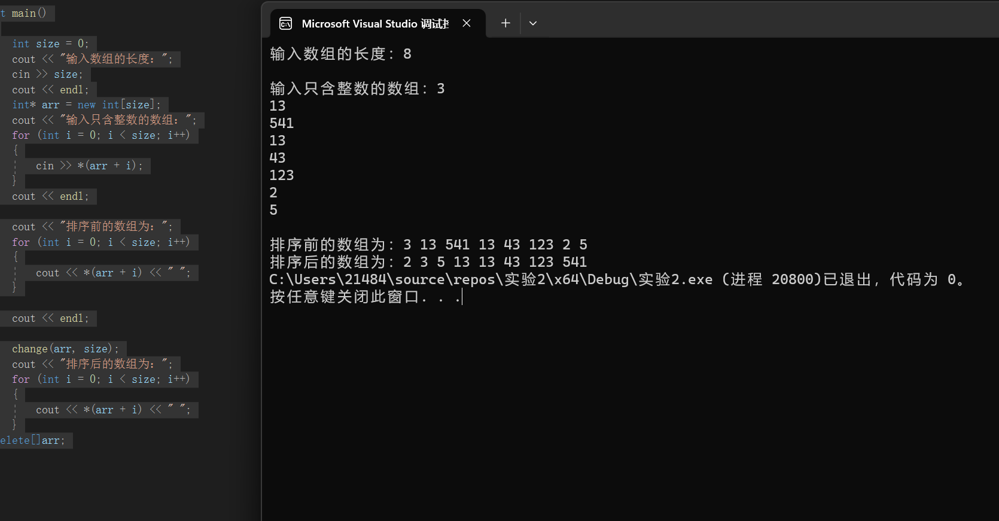 t main()
int size = 0;
cout << "输入数组的长度：";
cin >> size;
cout << endl;
int* arr = new int[size];
cout << "输入只含整数的数组：";
for (int i = 0; i < size; i++)
{
cin >> *(arr + i);
}
cout << endl;
cout << "排序前的数组为：";
for (int i = 0; i < size; i++)
{
cout << *(arr + i) << " ";
}
cout << endl;
change(arr, size);
cout << "排序后的数组为：";
for (int i = 0; i < size; i++)
{
cout << *(arr + i) << " ";
}
elete[]arr;
Microsoft Visual Studio 调试控
输入数组的长度：8
输入只含整数的数组：3
13
541
13
43
123
2
5
排序前的数组为：3 13 541 13 43 123 2 5
排序后的数组为：2 3 5 13 13 43 123 541
C:\Users\21484\source\repos\实验2\x64\Debug\实验2.exe (进程 20800)已退出，代码为 0。
按任意键关闭此窗口. . .